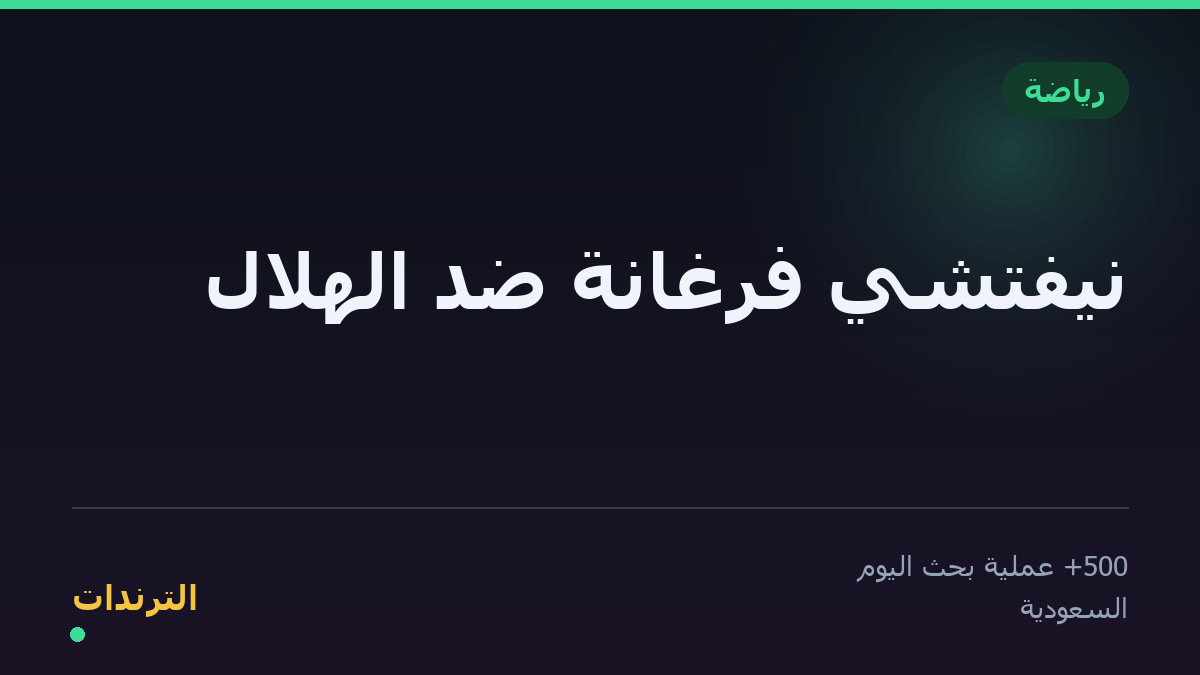 رياضة
نيفتشي فرغانة ضد الهلال
500+ عملية بحث اليوم
السعودية
الترندات